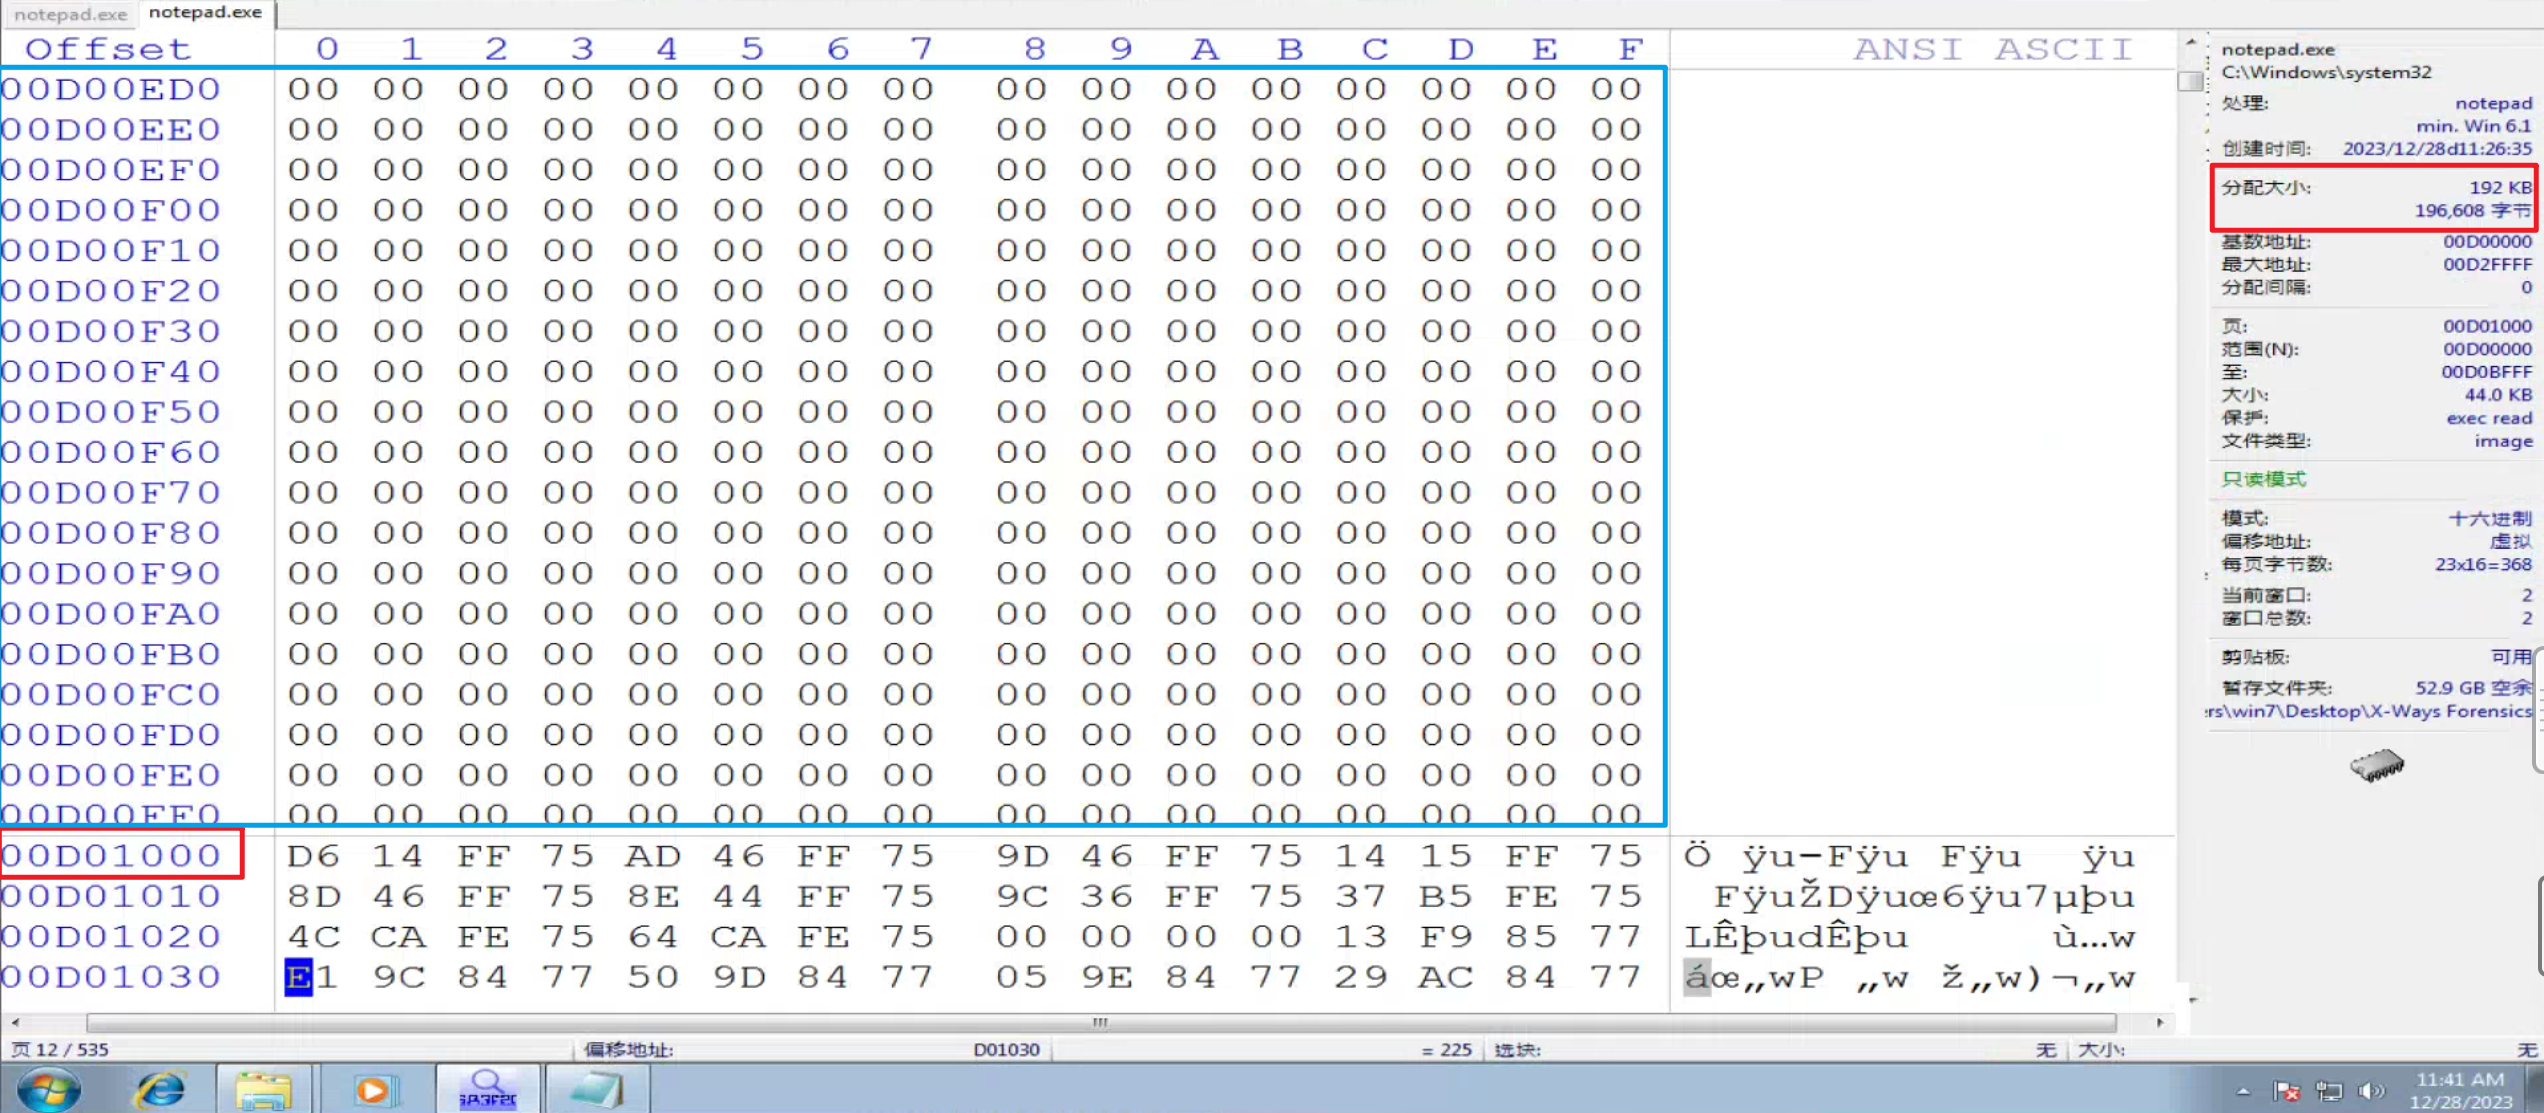 notepad.exe notepad.exe
Offset 0 1 2 3 4 5 6 7 8 9 A B C D E F ANSI ASCII
00D00ED0 00 00 00 00 00 00 00 00 00 00 00 00 00 00 00 00
00D00EE0 00 00 00 00 00 00 00 00 00 00 00 00 00 00 00 00
00D00EF0 00 00 00 00 00 00 00 00 00 00 00 00 00 00 00 00
00D00F00 00 00 00 00 00 00 00 00 00 00 00 00 00 00 00 00
00D00F10 00 00 00 00 00 00 00 00 00 00 00 00 00 00 00 00
00D00F20 00 00 00 00 00 00 00 00 00 00 00 00 00 00 00 00
00D00F30 00 00 00 00 00 00 00 00 00 00 00 00 00 00 00 00
00D00F40 00 00 00 00 00 00 00 00 00 00 00 00 00 00 00 00
00D00F50 00 00 00 00 00 00 00 00 00 00 00 00 00 00 00 00
00D00F60 00 00 00 00 00 00 00 00 00 00 00 00 00 00 00 00
00D00F70 00 00 00 00 00 00 00 00 00 00 00 00 00 00 00 00
00D00F80 00 00 00 00 00 00 00 00 00 00 00 00 00 00 00 00
00D00F90 00 00 00 00 00 00 00 00 00 00 00 00 00 00 00 00
00D00FA0 00 00 00 00 00 00 00 00 00 00 00 00 00 00 00 00
00D00FB0 00 00 00 00 00 00 00 00 00 00 00 00 00 00 00 00
00D00FC0 00 00 00 00 00 00 00 00 00 00 00 00 00 00 00 00
00D00FD0 00 00 00 00 00 00 00 00 00 00 00 00 00 00 00 00
00D00FE0 00 00 00 00 00 00 00 00 00 00 00 00 00 00 00 00
00D00FF0 00 00 00 00 00 00 00 00 00 00 00 00 00 00 00 00
00D01000 D6 14 FF 75 AD 46 FF 75 9D 46 FF 75 14 15 FF 75 Ö ÿu-Fÿu Fÿu ÿu
00D01010 8D 46 FF 75 8E 44 FF 75 9C 36 FF 75 37 B5 FE 75 FÿuŽDÿuœ6ÿu7µþu
00D01020 4C CA FE 75 64 CA FE 75 00 00 00 00 13 F9 85 77 LÊþudÊþu ù…w
00D01030 E1 9C 84 77 50 9D 84 77 05 9E 84 77 29 AC 84 77 áœ„wP „w ž„w)¬„w
notepad.exe
C:\Windows\system32
处理: notepad
min. Win 6.1
创建时间: 2023/12/28d11:26:35
分配大小: 192 KB
196,608 字节
基数地址: 00D00000
最大地址: 00D2FFFF
分配间隔: 0
页: 00D01000
范围(N): 00D00000
至: 00D0BFFF
大小: 44.0 KB
保护: exec read
文件类型: image
只读模式
模式: 十六进制
偏移地址: 虚拟
每页字节数: 23x16=368
当前窗口: 2
窗口总数: 2
剪贴板: 可用
暂存文件夹: 52.9 GB 空余
rs\win7\Desktop\X-Ways Forensics
页 12 / 535 偏移地址: D01030 = 225 选块: 无 大小: 无
11:41 AM
12/28/2023